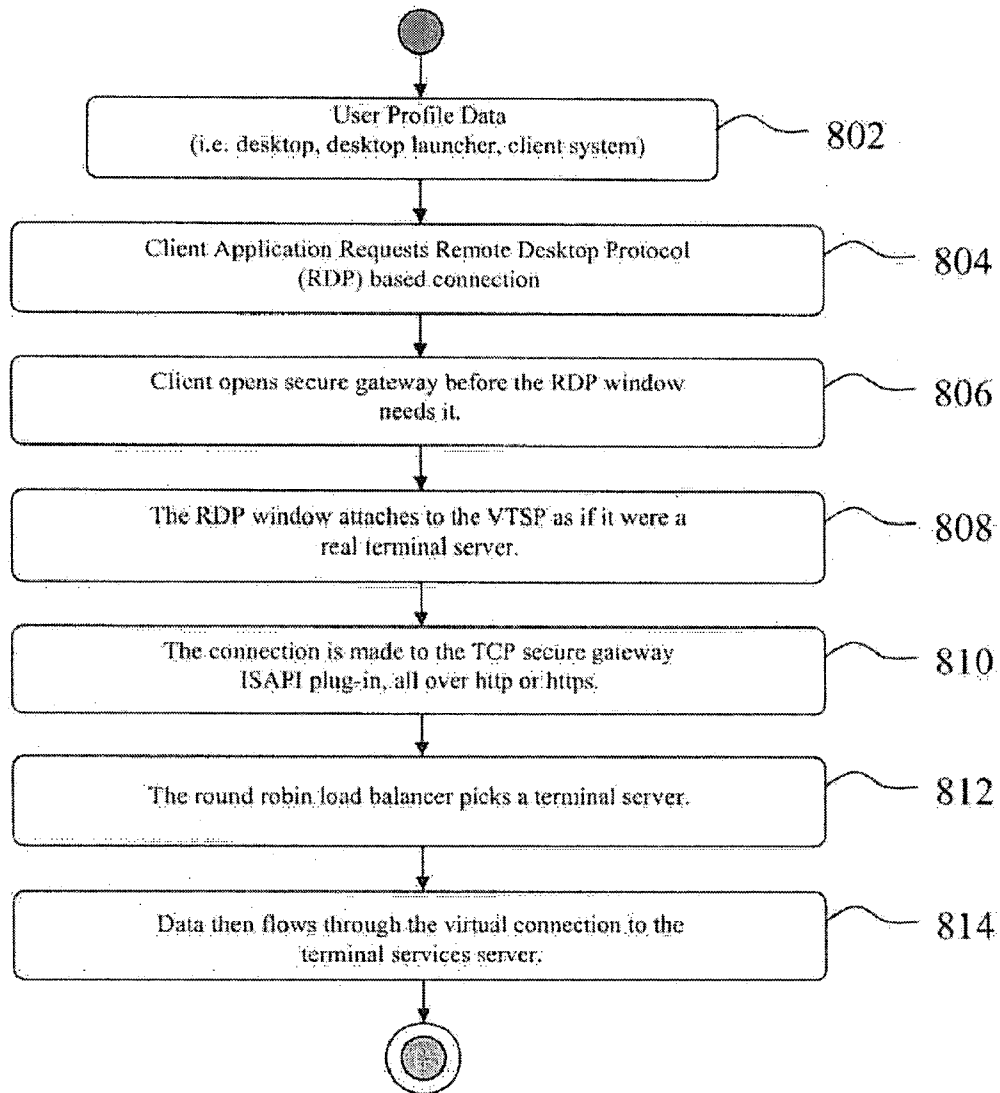 User Profile Data
(i.e. desktop, desktop launcher, client system)
802
Client Application Requests Remote Desktop Protocol
(RDP) based connection
804
Client opens secure gateway before the RDP window
needs it.
806
The RDP window attaches to the VTSP as if it were a
real terminal server.
808
The connection is made to the TCP secure gateway
ISAPI plug-in, all over http or https.
810
The round robin load balancer picks a terminal server.
812
Data then flows through the virtual connection to the
terminal services server.
814